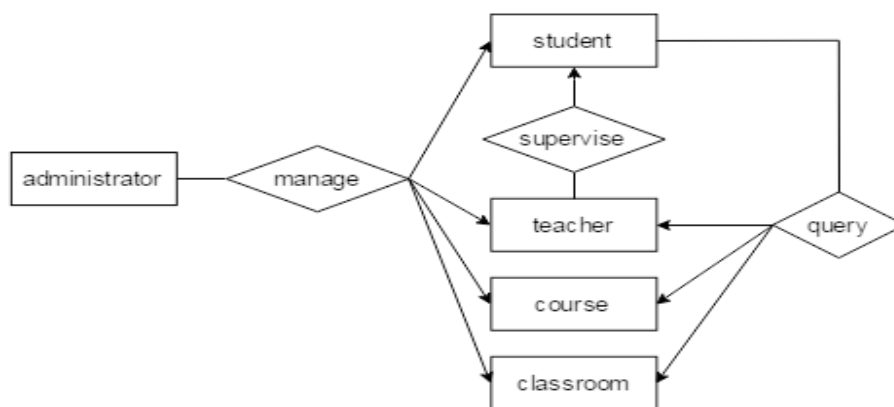 student
supervise
administrator
manage
teacher
query
course
classroom